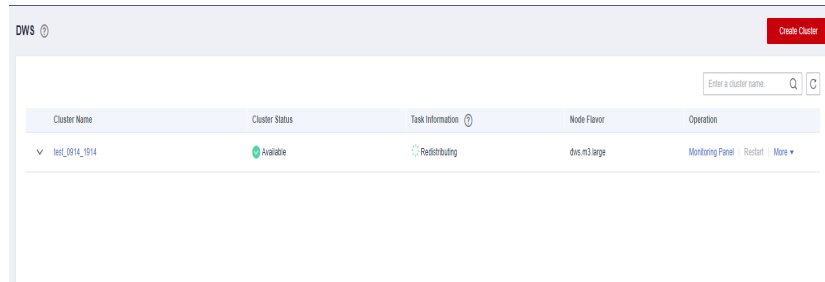 DWS
Create Cluster
Enter a cluster name.
Cluster Name Cluster Status Task Information Node Flavor Operation
test_0914_1914 Available Redistributing dws.m3.large Monitoring Panel Restart More